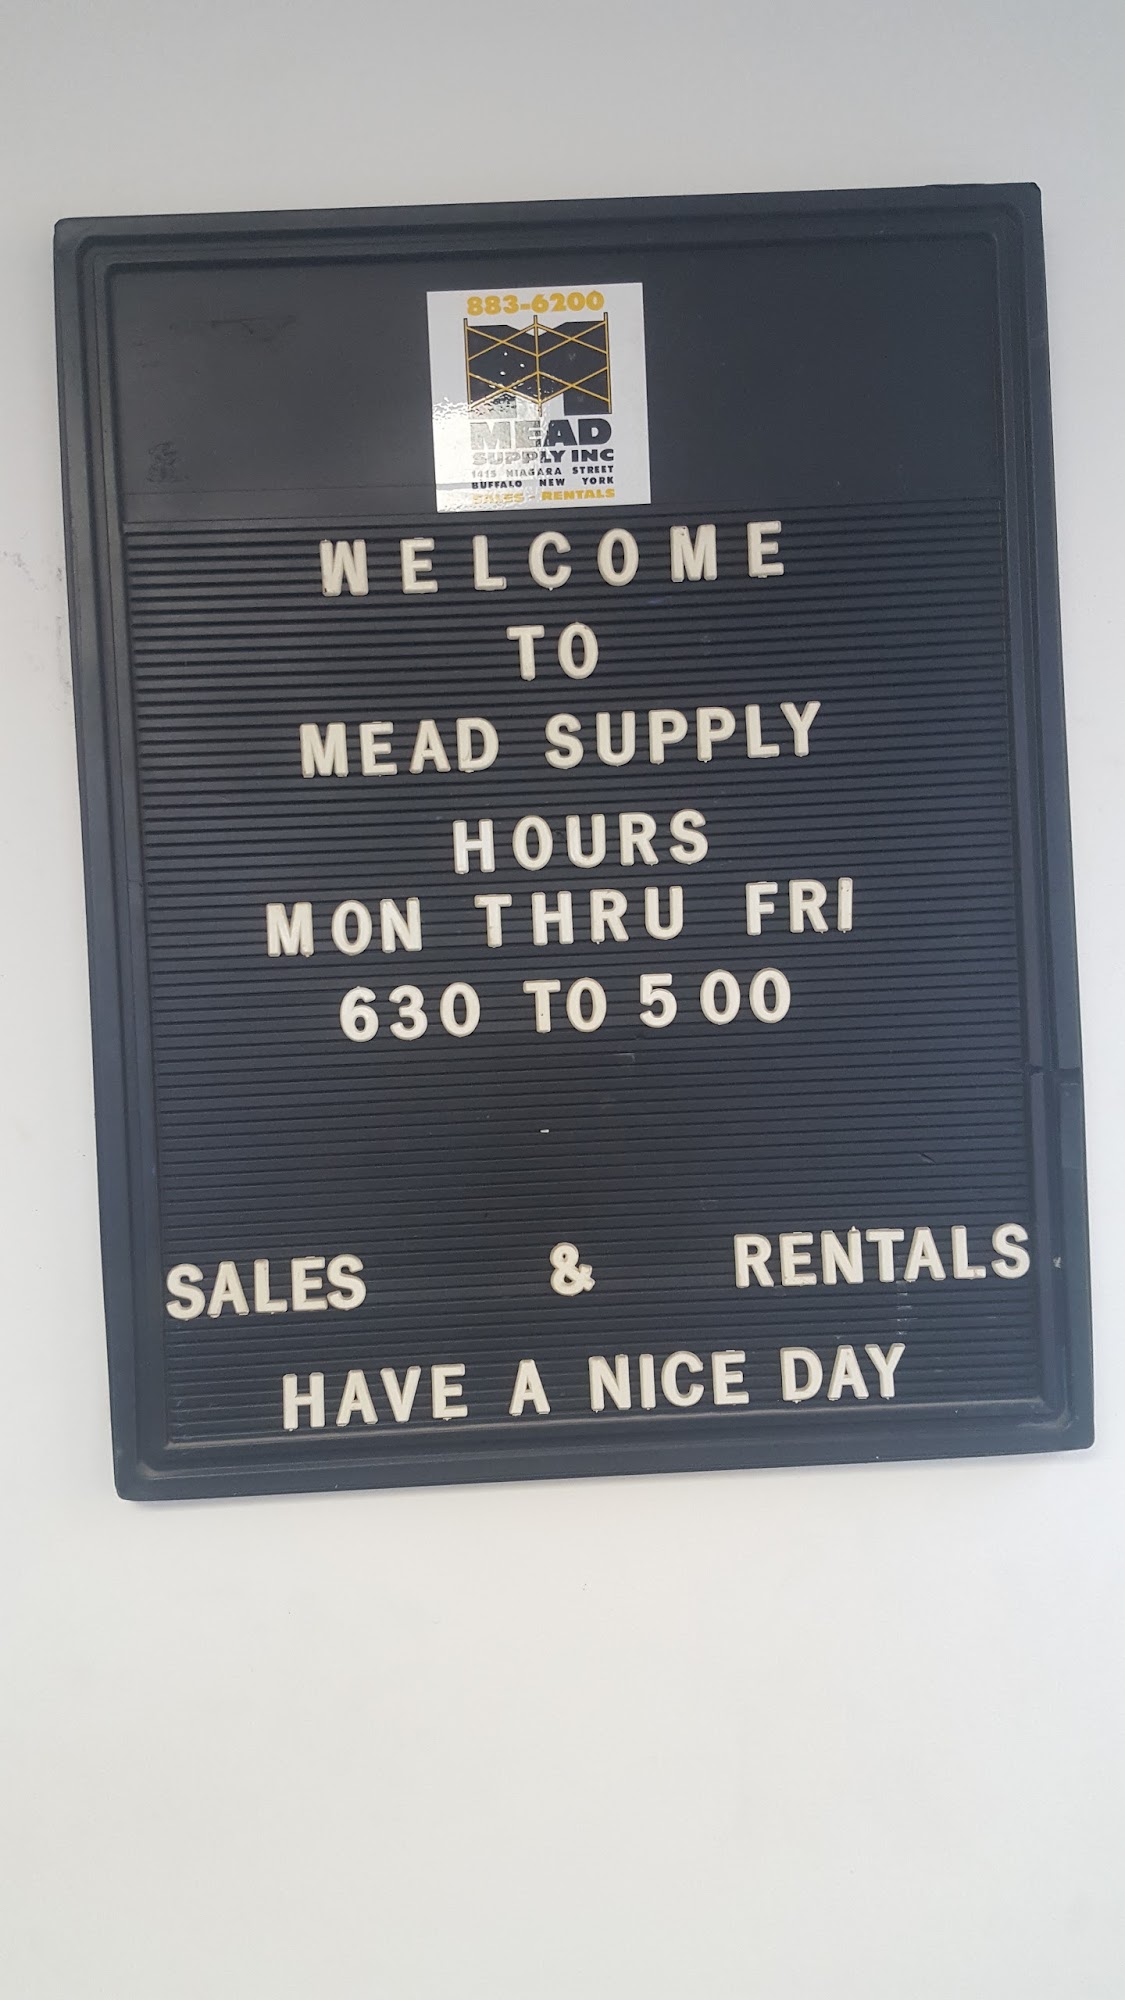 883-6200
MEAD
SUPPLY INC
1415 NIAGARA STREET
BUFFALO NEW YORK
SALES - RENTALS
WELCOME
TO
MEAD SUPPLY
HOURS
MON THRU FRI
630 TO 500
SALES & RENTALS
HAVE A NICE DAY